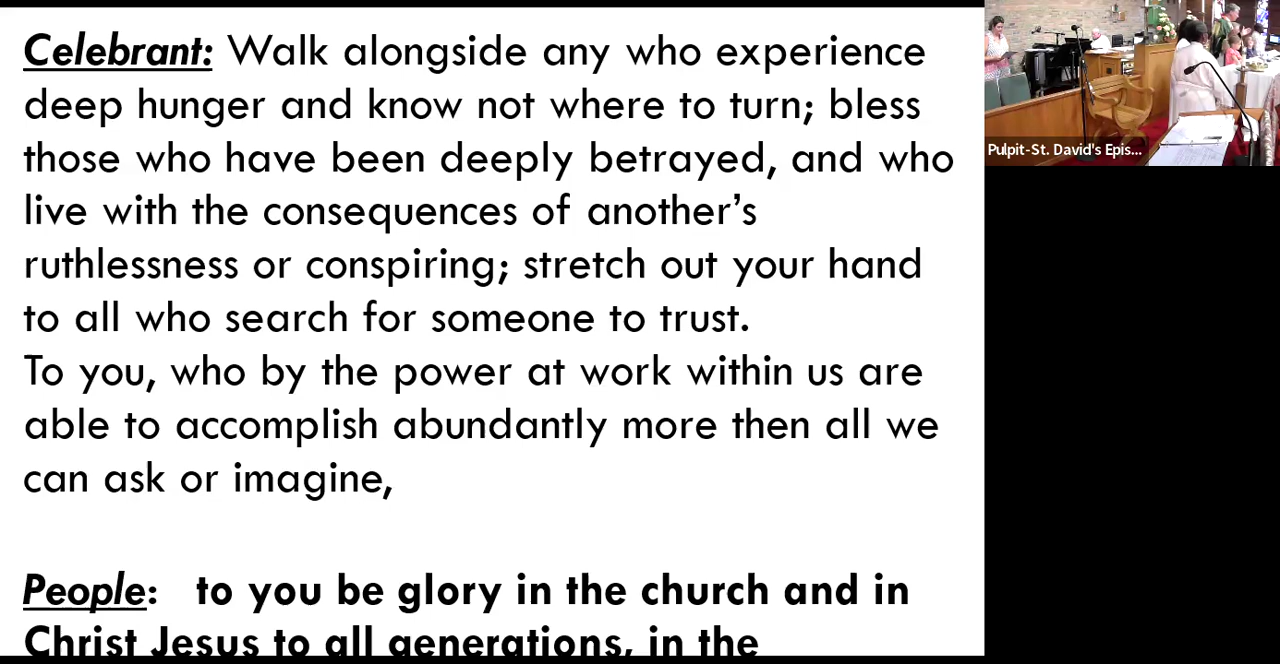 Celebrant: Walk alongside any who experience
deep hunger and know not where to turn; bless
those who have been deeply betrayed, and who
live with the consequences of another’s
ruthlessness or conspiring; stretch out your hand
to all who search for someone to trust.
To you, who by the power at work within us are
able to accomplish abundantly more then all we
can ask or imagine,
People: to you be glory in the church and in
Christ Jesus to all generations, in the
Pulpit-St. David's Epis...